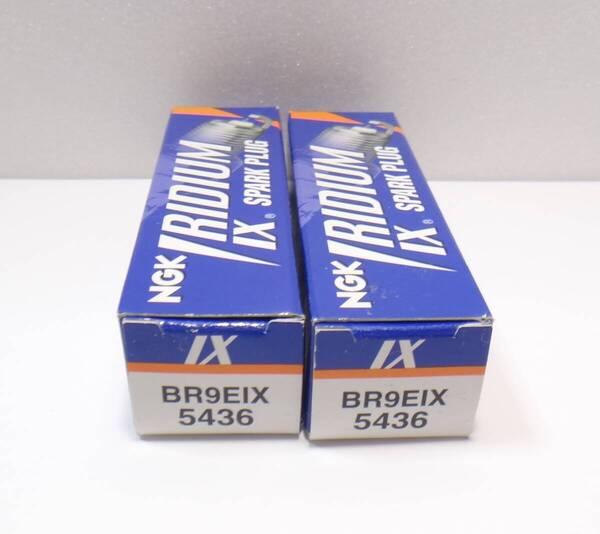 NGK
IRIDIUM
IX® SPARK PLUG
IX
BR9EIX
5436
NGK
IRIDIUM
IX® SPARK PLUG
IX
BR9EIX
5436